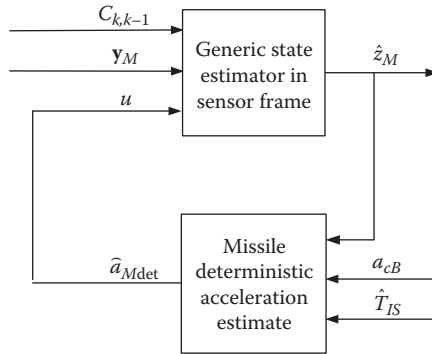 C_{k,k−1}
y_M
u
Generic state
estimator in
sensor frame
ẑ_M
â_{Mdet}
Missile
deterministic
acceleration
estimate
a_{cB}
T̂_{IS}